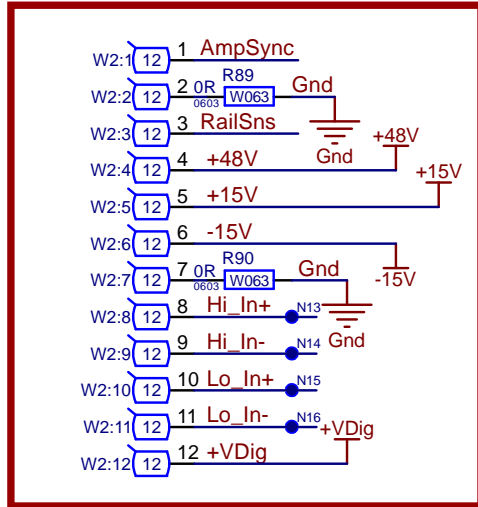 W2:1 12 1 AmpSync
R89
W2:2 12 2 0R 0603 W063 Gnd
W2:3 12 3 RailSns
Gnd
+48V
W2:4 12 4 +48V
+15V
W2:5 12 5 +15V
W2:6 12 6 -15V
R90
W2:7 12 7 0R 0603 W063 Gnd
-15V
W2:8 12 8 Hi_In+ N13
Gnd
W2:9 12 9 Hi_In- N14
W2:10 12 10 Lo_In+ N15
W2:11 12 11 Lo_In- N16
+VDig
W2:12 12 12 +VDig